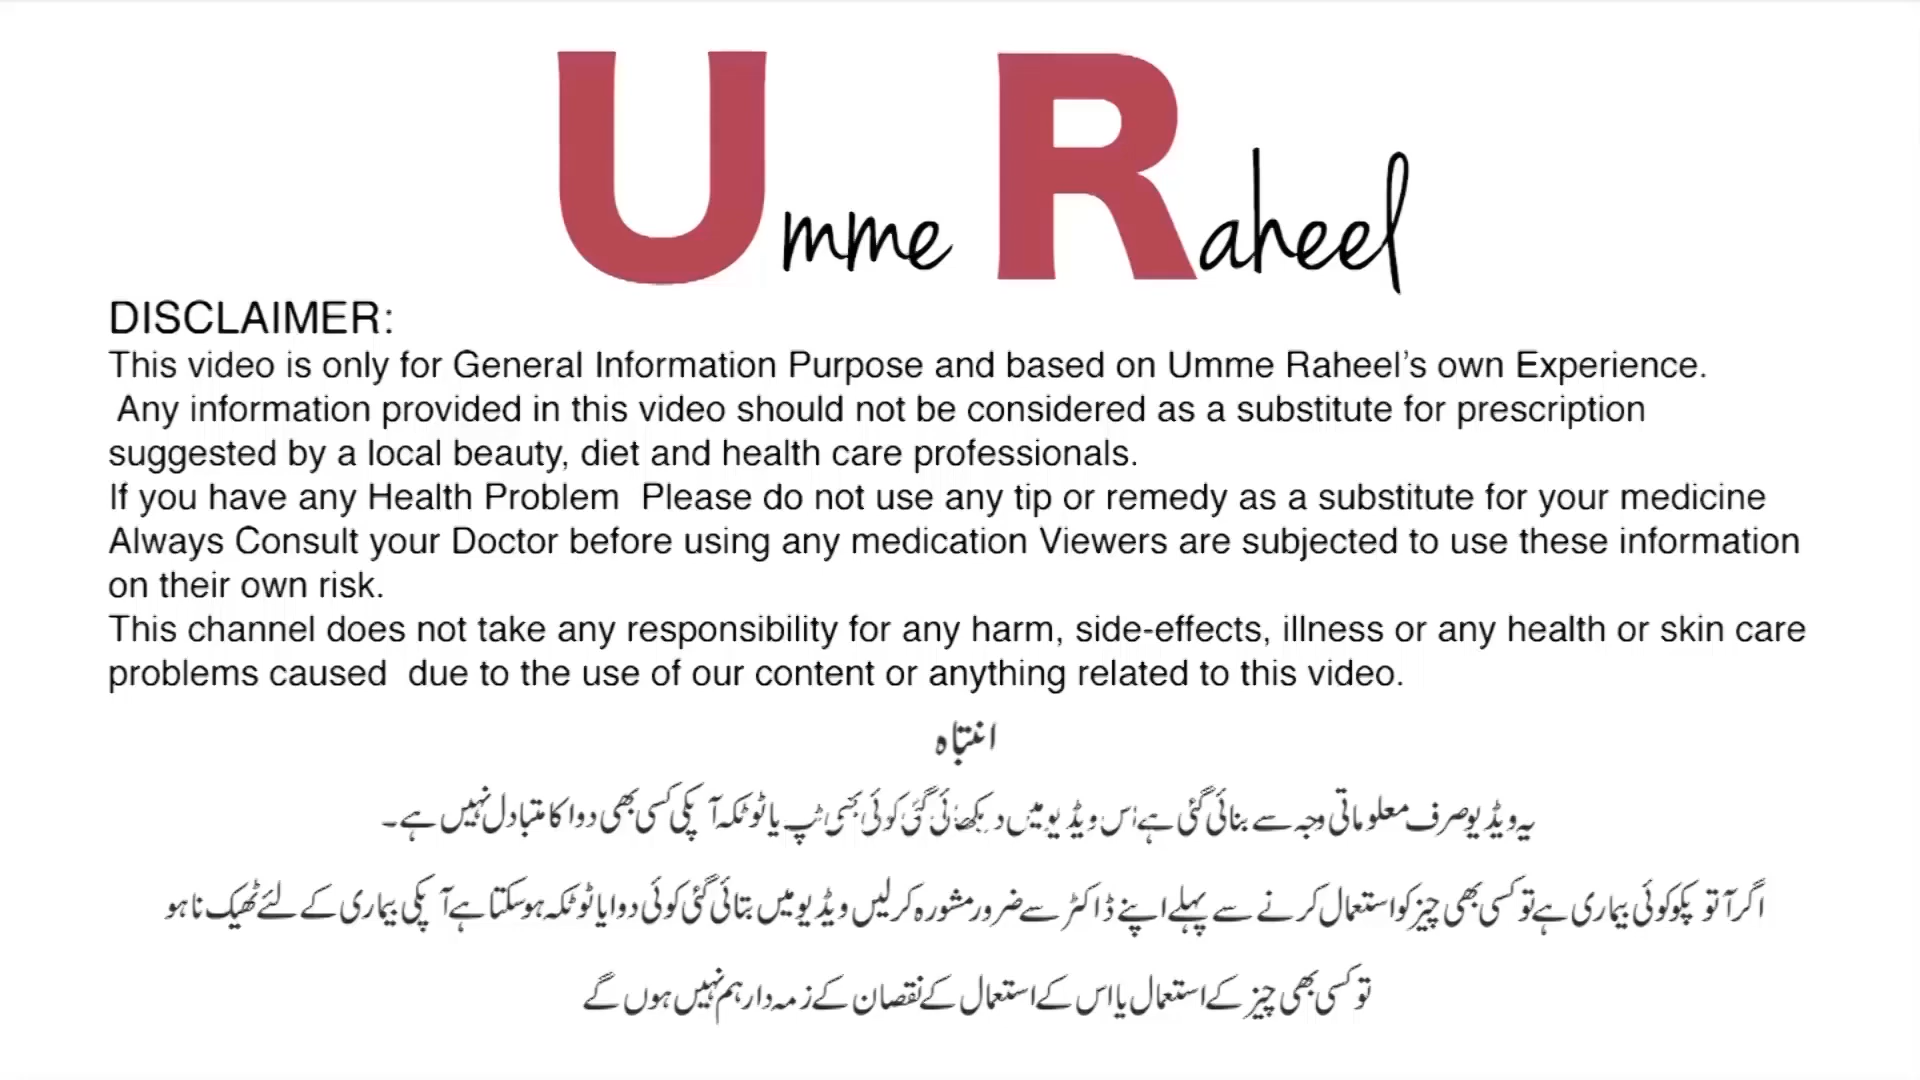 Umme Raheel
DISCLAIMER:
This video is only for General Information Purpose and based on Umme Raheel’s own Experience.
Any information provided in this video should not be considered as a substitute for prescription
suggested by a local beauty, diet and health care professionals.
If you have any Health Problem  Please do not use any tip or remedy as a substitute for your medicine
Always Consult your Doctor before using any medication Viewers are subjected to use these information
on their own risk.
This channel does not take any responsibility for any harm, side-effects, illness or any health or skin care
problems caused  due to the use of our content or anything related to this video.
انتباہ
یہ ویڈیو صرف معلوماتی وجہ سے بنائی گئی ہے اس ویڈیو میں دیکھائی گئی کوئی بھی ٹپ یا ٹوٹکہ آ پکی کسی بھی دوا کا متبادل نہیں ہے۔
اگر آ تو پکو کوئی بیماری ہے تو کسی بھی چیز کو استعمال کرنے سے پہلے اپنے ڈاکٹر سے ضرور مشورہ کر لیں ویڈیو میں بتائی گئی کوئی دوا یا ٹوٹکہ ہو سکتا ہے آ پکی بیماری کے لئے ٹھیک نا ہو
تو کسی بھی چیز کے استعمال یا اس کے استعمال کے نقصان کے زمہ دار ہم نہیں ہوں گے